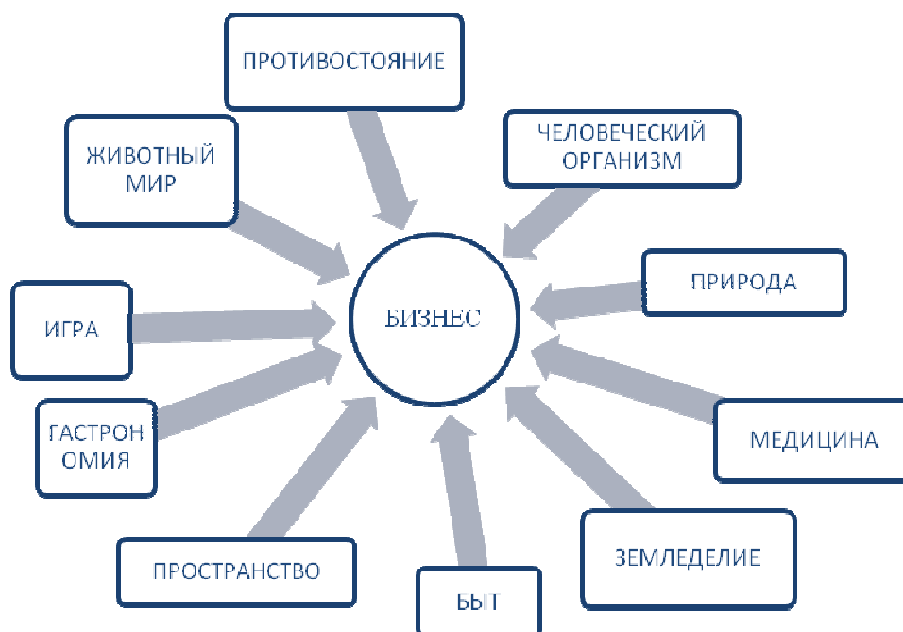 ПРОТИВОСТОЯНИЕ
ЧЕЛОВЕЧЕСКИЙ
ОРГАНИЗМ
ЖИВОТНЫЙ
МИР
ПРИРОДА
ИГРА
БИЗНЕС
ГАСТРОН
ОМИЯ
МЕДИЦИНА
ПРОСТРАНСТВО
ЗЕМЛЕДЕЛИЕ
БЫТ